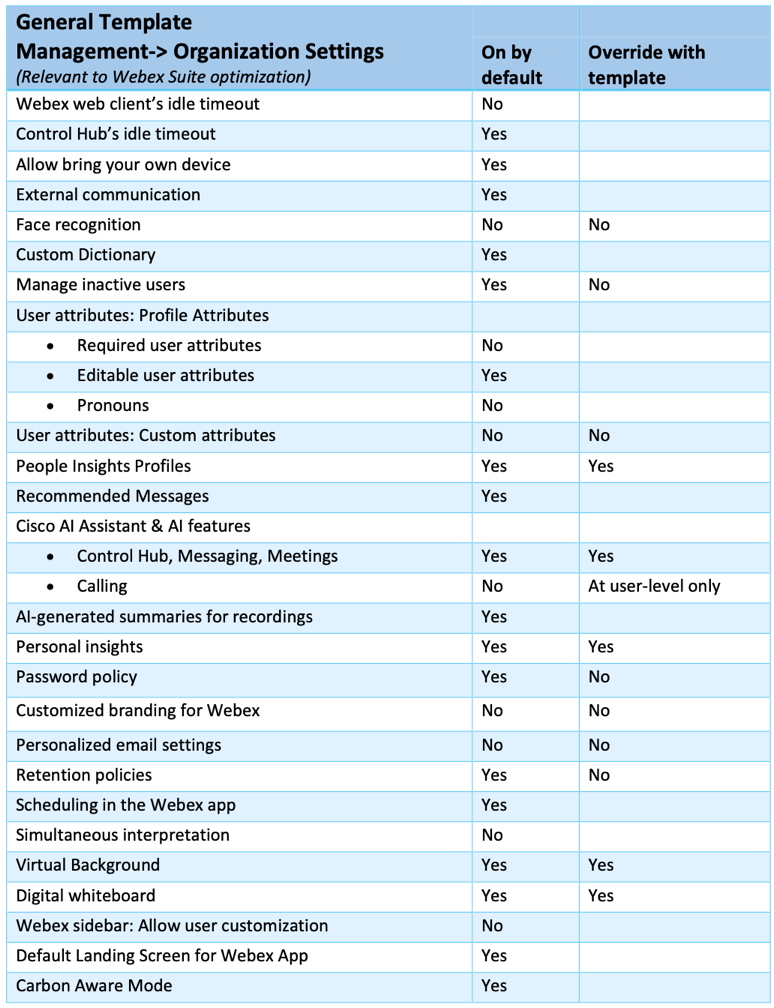 General Template
Management-> Organization Settings
(Relevant to Webex Suite optimization)
On by default
Override with template
Webex web client’s idle timeout No
Control Hub’s idle timeout Yes
Allow bring your own device Yes
External communication Yes
Face recognition No No
Custom Dictionary Yes
Manage inactive users Yes No
User attributes: Profile Attributes
• Required user attributes No
• Editable user attributes Yes
• Pronouns No
User attributes: Custom attributes No No
People Insights Profiles Yes Yes
Recommended Messages Yes
Cisco AI Assistant & AI features
• Control Hub, Messaging, Meetings Yes Yes
• Calling No At user-level only
AI-generated summaries for recordings Yes
Personal insights Yes Yes
Password policy Yes No
Customized branding for Webex No No
Personalized email settings No No
Retention policies Yes No
Scheduling in the Webex app Yes
Simultaneous interpretation No
Virtual Background Yes Yes
Digital whiteboard Yes Yes
Webex sidebar: Allow user customization No
Default Landing Screen for Webex App Yes
Carbon Aware Mode Yes